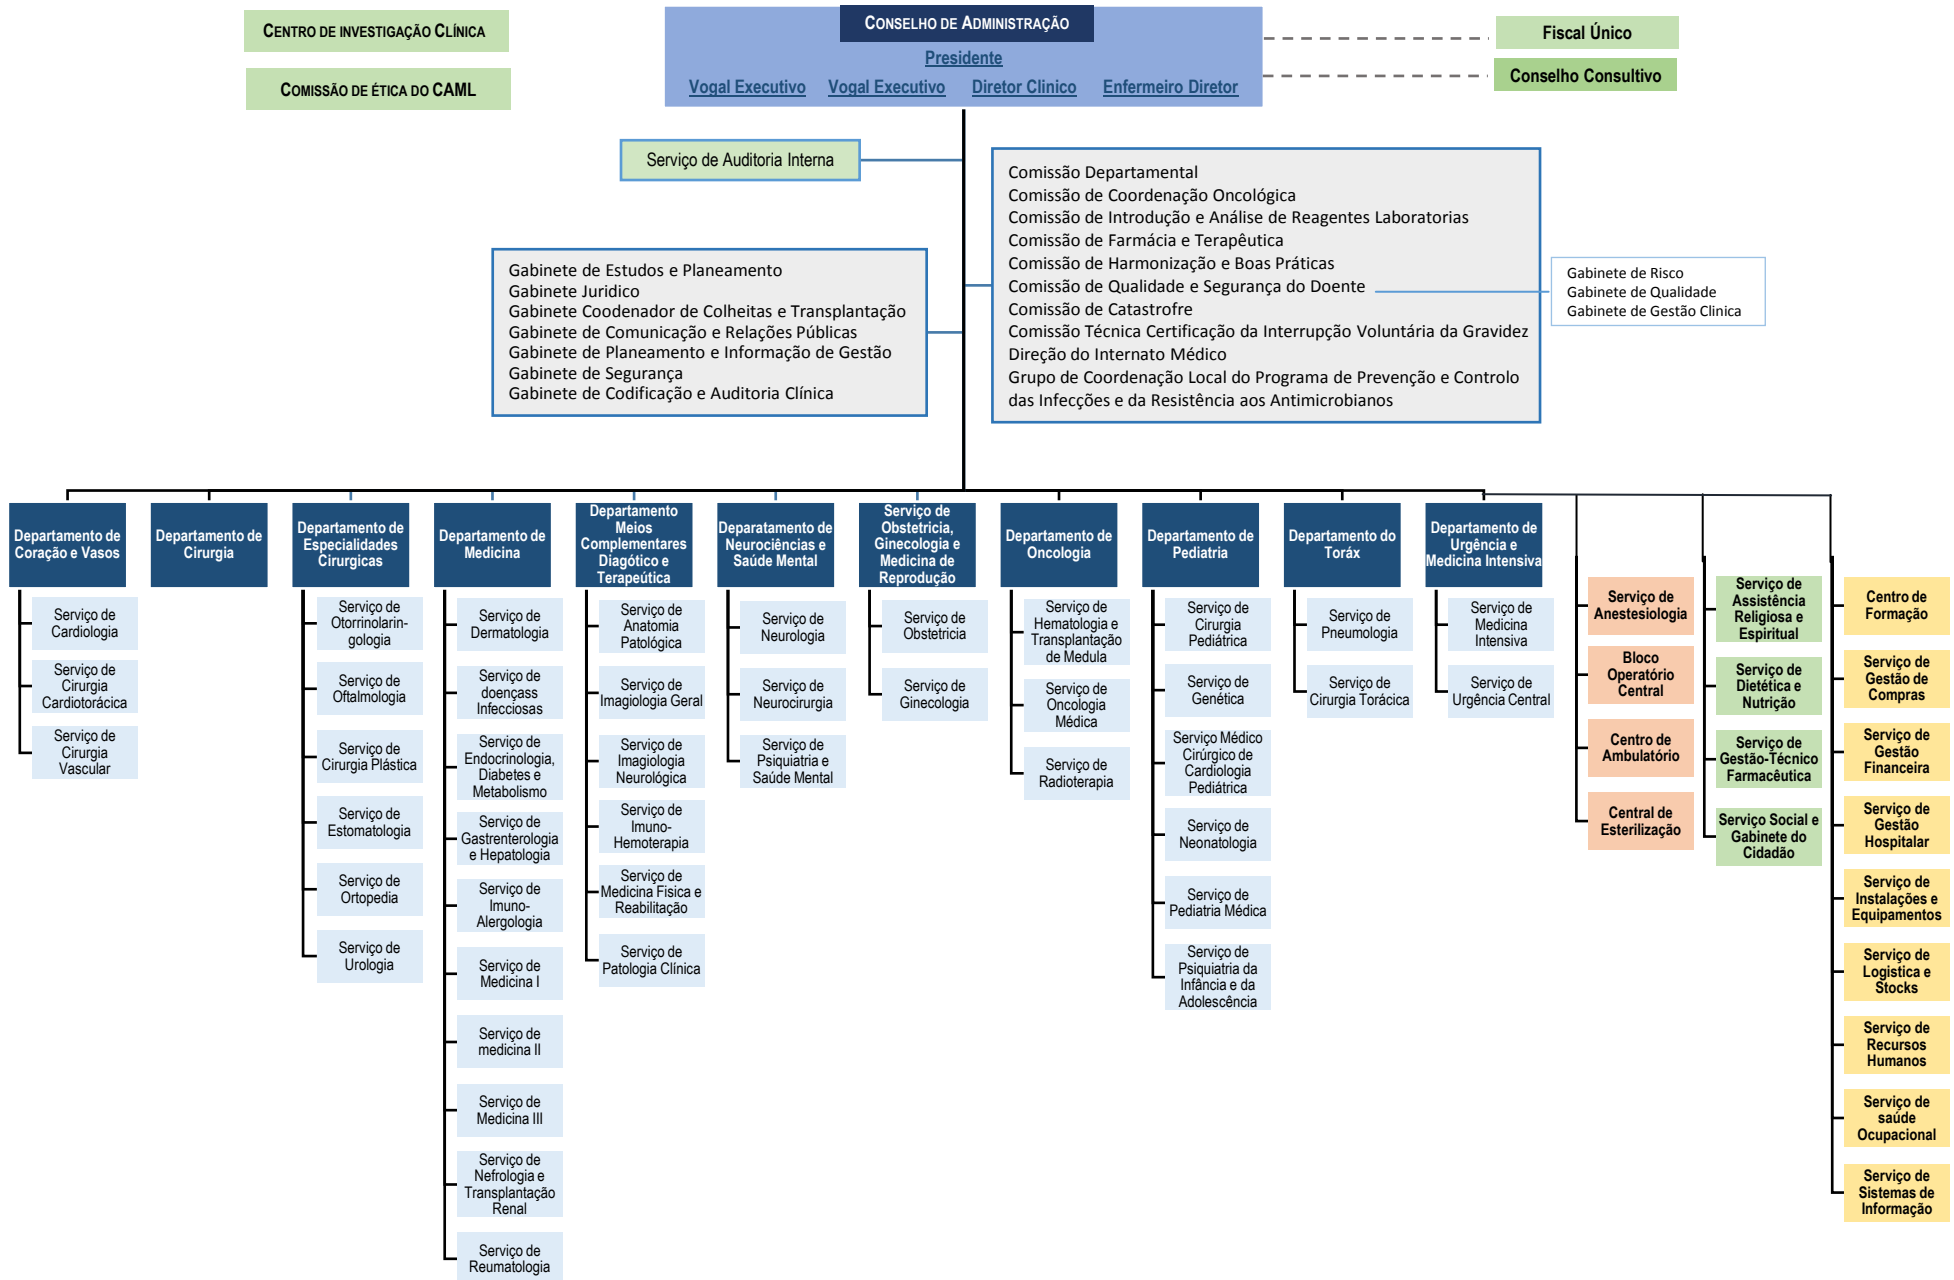 CENTRO DE INVESTIGAÇÃO CLÍNICA
COMISSÃO DE ÉTICA DO CAML
CONSELHO DE ADMINISTRAÇÃO
Presidente
Vogal Executivo Vogal Executivo Diretor Clinico Enfermeiro Diretor
Fiscal Único
Conselho Consultivo
Serviço de Auditoria Interna
Comissão Departamental
Comissão de Coordenação Oncológica
Comissão de Introdução e Análise de Reagentes Laboratorias
Comissão de Farmácia e Terapêutica
Comissão de Harmonização e Boas Práticas
Comissão de Qualidade e Segurança do Doente
Comissão de Catastrofre
Comissão Técnica Certificação da Interrupção Voluntária da Gravidez
Direção do Internato Médico
Grupo de Coordenação Local do Programa de Prevenção e Controlo
das Infecções e da Resistência aos Antimicrobianos
Gabinete de Risco
Gabinete de Qualidade
Gabinete de Gestão Clinica
Gabinete de Estudos e Planeamento
Gabinete Juridico
Gabinete Coodenador de Colheitas e Transplantação
Gabinete de Comunicação e Relações Públicas
Gabinete de Planeamento e Informação de Gestão
Gabinete de Segurança
Gabinete de Codificação e Auditoria Clínica
Departamento de
Coração e Vasos
Serviço de
Cardiologia
Serviço de
Cirurgia
Cardiotorácica
Serviço de
Cirurgia
Vascular
Departamento de
Cirurgia
Departamento de
Especialidades
Cirurgicas
Serviço de
Otorrinolarin-
gologia
Serviço de
Oftalmologia
Serviço de
Cirurgia Plástica
Serviço de
Estomatologia
Serviço de
Ortopedia
Serviço de
Urologia
Departamento de
Medicina
Serviço de
Dermatologia
Serviço de
doençass
Infecciosas
Serviço de
Endocrinologia,
Diabetes e
Metabolismo
Serviço de
Gastrenterologia
e Hepatologia
Serviço de
Imuno-
Alergologia
Serviço de
Medicina I
Serviço de
medicina II
Serviço de
Medicina III
Serviço de
Nefrologia e
Transplantação
Renal
Serviço de
Reumatologia
Departamento
Meios
Complementares
Diagótico e
Terapeútica
Serviço de
Anatomia
Patológica
Serviço de
Imagiologia Geral
Serviço de
Imagiologia
Neurológica
Serviço de
Imuno-
Hemoterapia
Serviço de
Medicina Fisica e
Reabilitação
Serviço de
Patologia Clínica
Deparatamento de
Neurociências e
Saúde Mental
Serviço de
Neurologia
Serviço de
Neurocirurgia
Serviço de
Psiquiatria e
Saúde Mental
Serviço de
Obstetricia,
Ginecologia e
Medicina de
Reprodução
Serviço de
Obstetricia
Serviço de
Ginecologia
Departamento de
Oncologia
Serviço de
Hematologia e
Transplantação
de Medula
Serviço de
Oncologia
Médica
Serviço de
Radioterapia
Departamento de
Pediatria
Serviço de
Cirurgia
Pediátrica
Serviço de
Genética
Serviço Médico
Cirúrgico de
Cardiologia
Pediátrica
Serviço de
Neonatologia
Serviço de
Pediatria Médica
Serviço de
Psiquiatria da
Infância e da
Adolescência
Departamento do
Toráx
Serviço de
Pneumologia
Serviço de
Cirurgia Torácica
Departamento de
Urgência e
Medicina Intensiva
Serviço de
Medicina
Intensiva
Serviço de
Urgência Central
Serviço de
Anestesiologia
Bloco
Operatório
Central
Centro de
Ambulatório
Central de
Esterilização
Serviço de
Assistência
Religiosa e
Espiritual
Serviço de
Dietética e
Nutrição
Serviço de
Gestão-Técnico
Farmacêutica
Serviço Social e
Gabinete do
Cidadão
Centro de
Formação
Serviço de
Gestão de
Compras
Serviço de
Gestão
Financeira
Serviço de
Gestão
Hospitalar
Serviço de
Instalações e
Equipamentos
Serviço de
Logistica e
Stocks
Serviço de
Recursos
Humanos
Serviço de
saúde
Ocupacional
Serviço de
Sistemas de
Informação